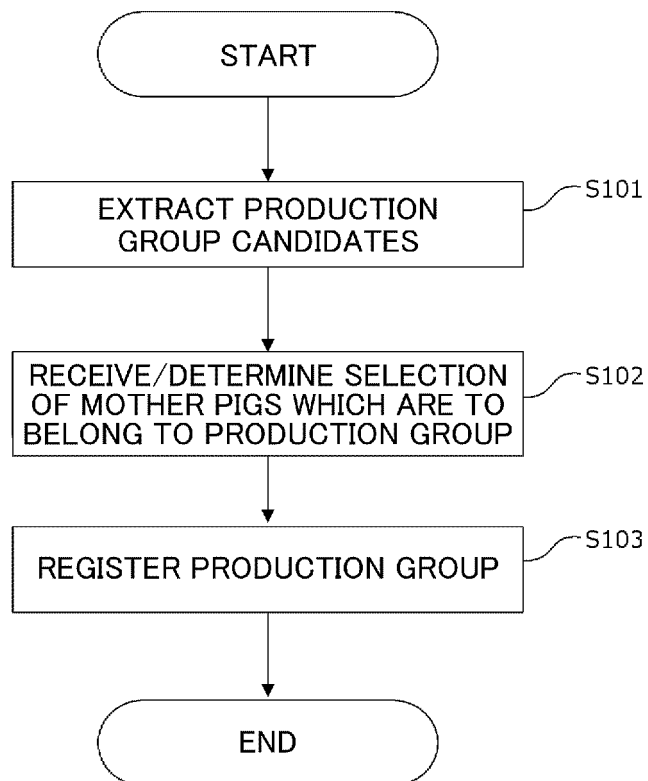 START
EXTRACT PRODUCTION
GROUP CANDIDATES
S101
RECEIVE/DETERMINE SELECTION
OF MOTHER PIGS WHICH ARE TO
BELONG TO PRODUCTION GROUP
S102
REGISTER PRODUCTION GROUP
S103
END